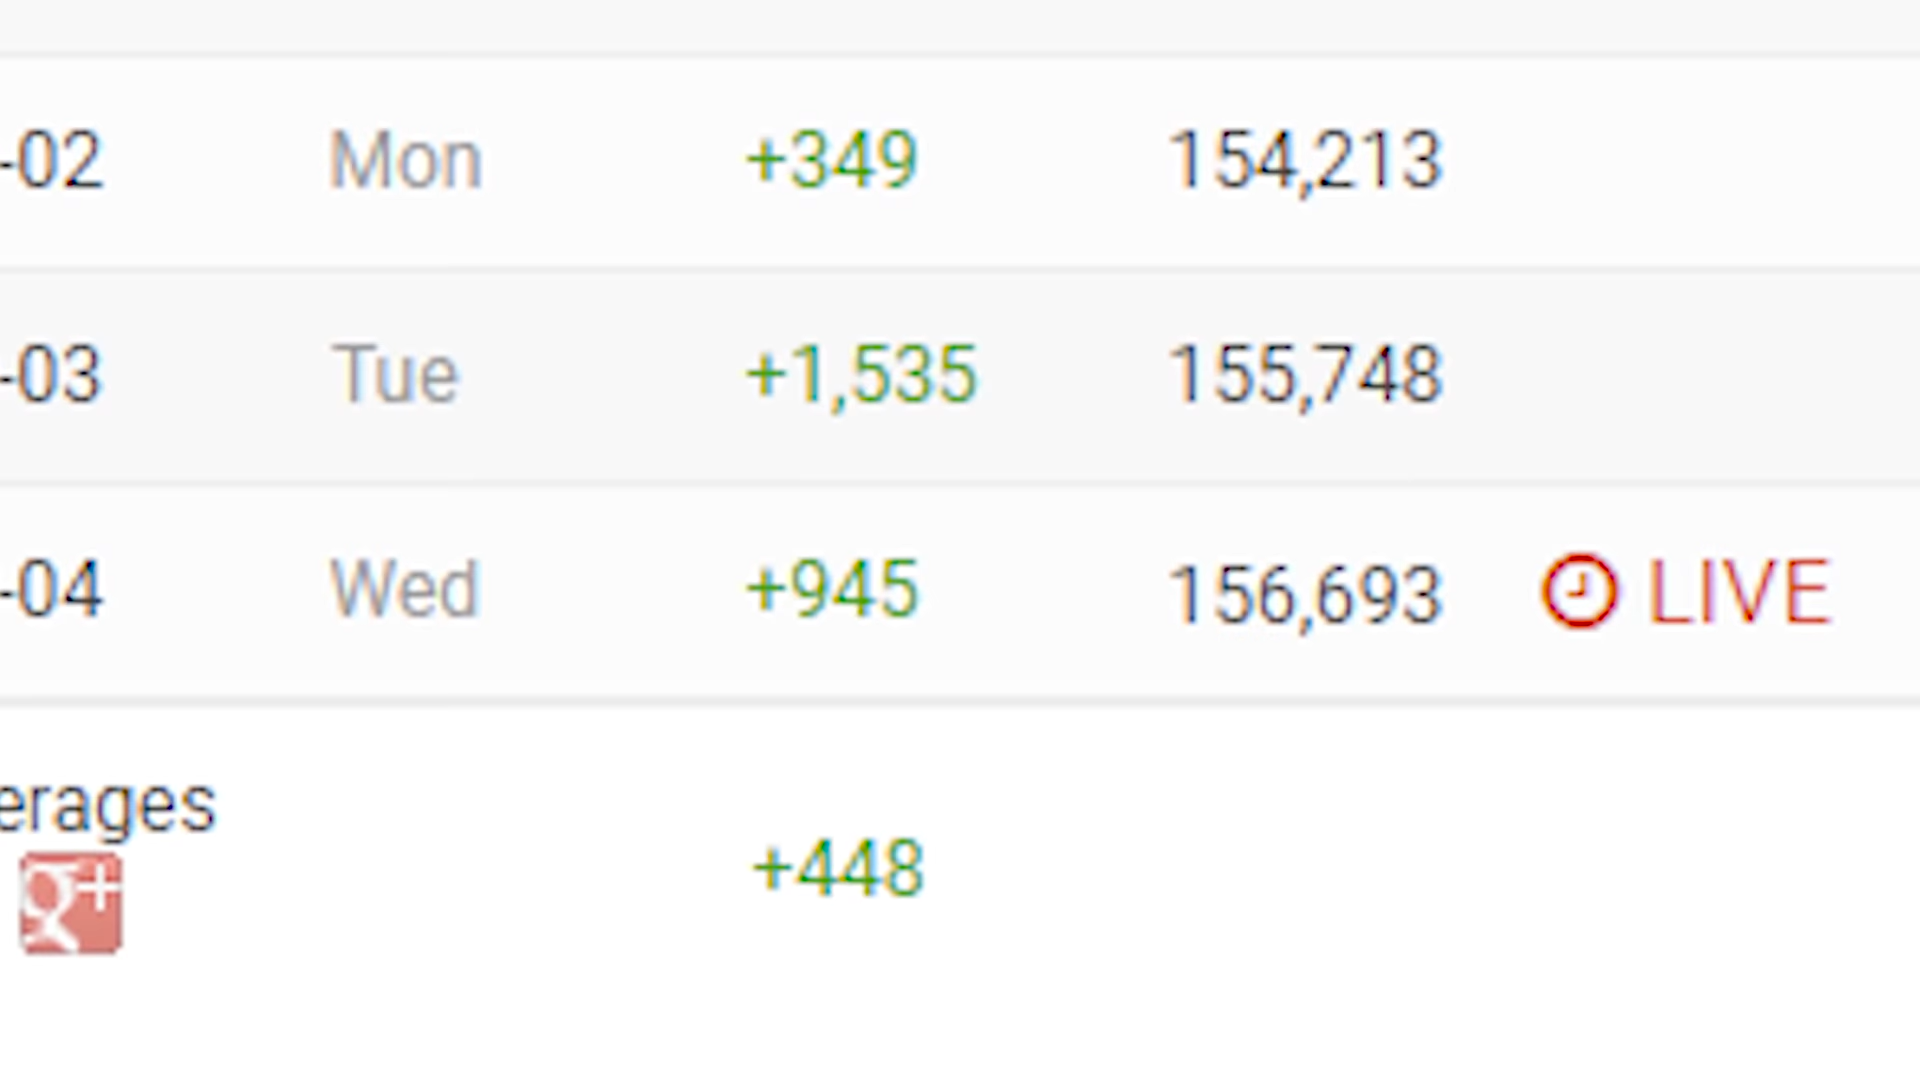 -02 Mon +349 154,213
-03 Tue +1,535 155,748
-04 Wed +945 156,693 LIVE
erages
+448
g+